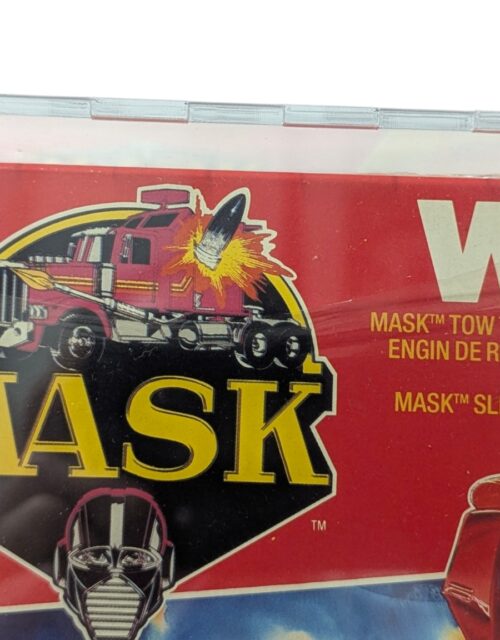 MASK™ TOW
ENGIN DE R
MASK™ SL
MASK
™